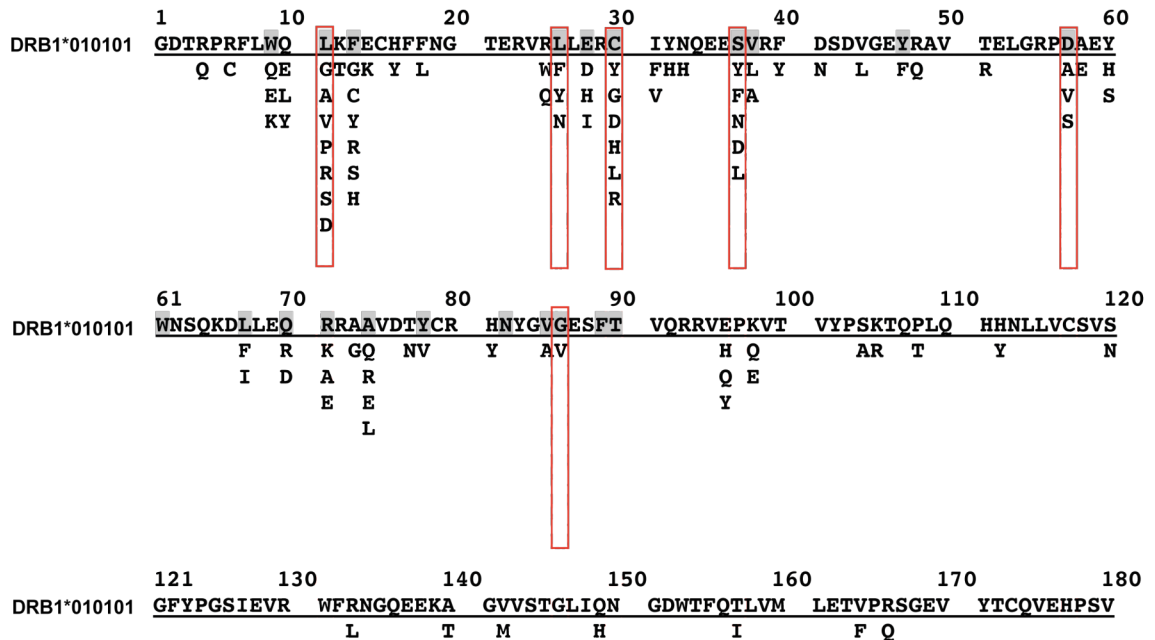 1 10 20 30 40 50 60
DRB1*010101 GDTRPRFLWQ LKFECHFFNG TERVRLLERC IYNQEESVRF DSDVGEYRAV TELGRPDAEY
Q C QE GTGK Y L WF D Y FHH YL Y N L FQ R AE H
EL A C QY H G V FA V S
KY V Y N I D N S
P R H D
R S L L
S H R
D
61 70 80 90 100 110 120
DRB1*010101 WNSQKDLLEQ RRAAVDTYCR HNYGVGESFT VQRRVEPKVT VYPSKTQPLQ HHNLLVCSVS
F R K GQ NV Y AV H Q AR T Y N
I D A R Q E
E E Y
L
121 130 140 150 160 170 180
DRB1*010101 GFYPGSIEVR WFRNGQEEKA GVVSTGLIQN GDWTFQTLVM LETVPRSGEV YTCQVEHPSV
L T M H I F Q